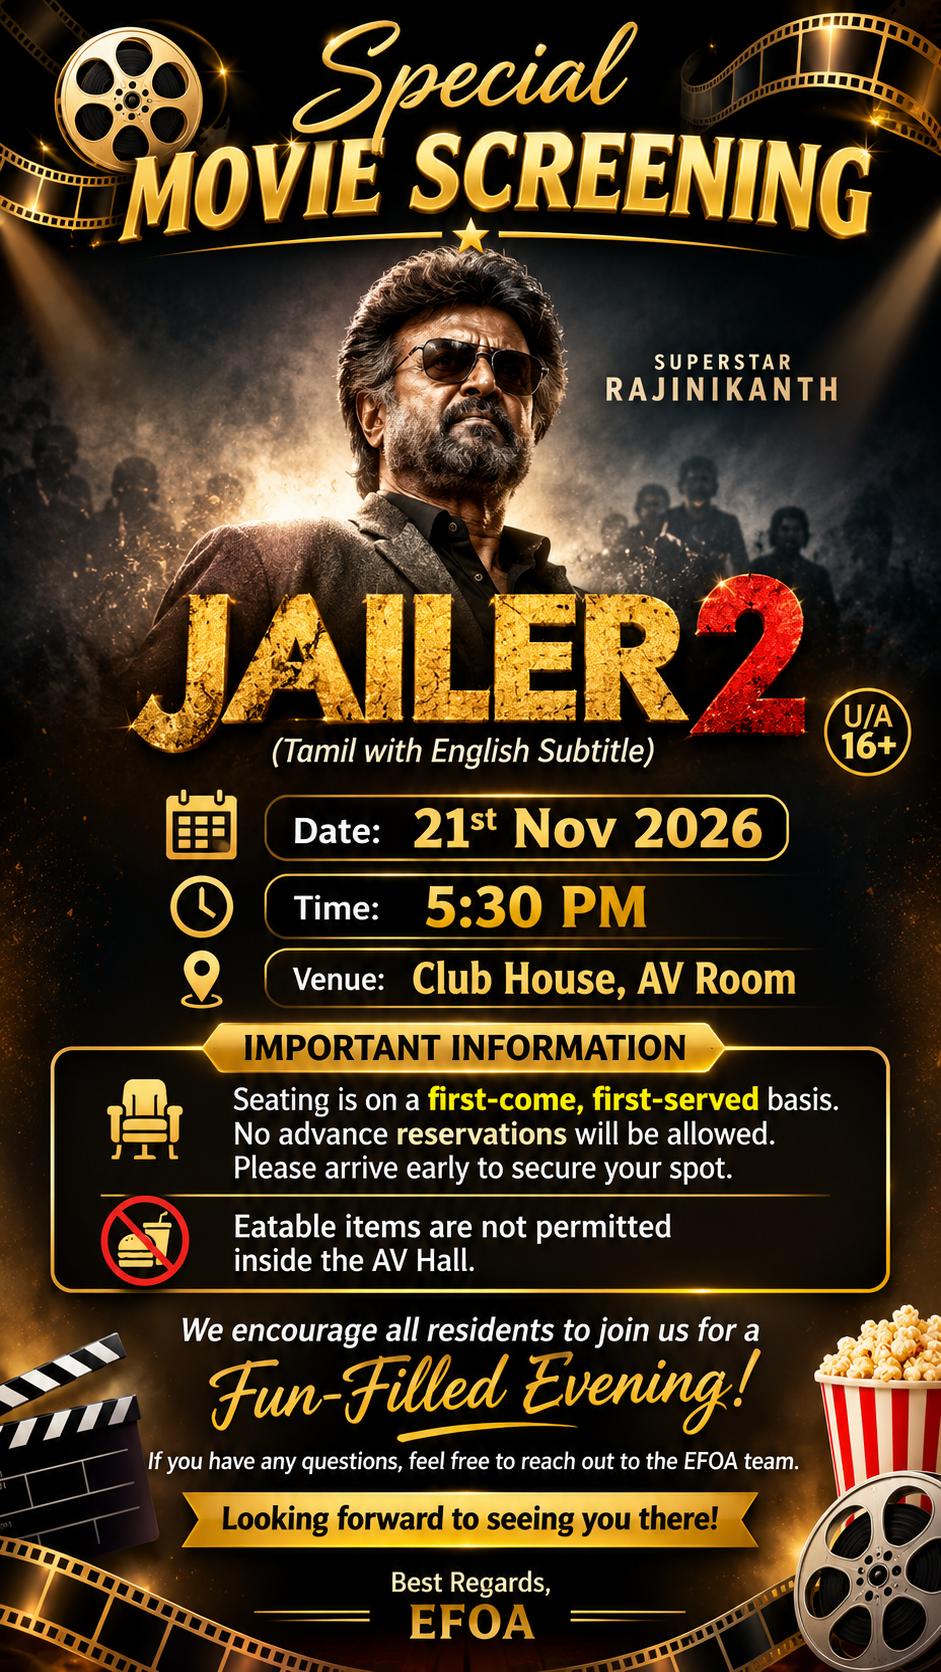 Special
MOVIE SCREENING
SUPERSTAR
RAJINIKANTH
JAILER 2
U/A
16+
(Tamil with English Subtitle)
Date: 21st Nov 2026
Time: 5:30 PM
Venue: Club House, AV Room
IMPORTANT INFORMATION
Seating is on a first-come, first-served basis.
No advance reservations will be allowed.
Please arrive early to secure your spot.
Eatable items are not permitted
inside the AV Hall.
We encourage all residents to join us for a
Fun-Filled Evening!
If you have any questions, feel free to reach out to the EFOA team.
Looking forward to seeing you there!
Best Regards,
EFOA